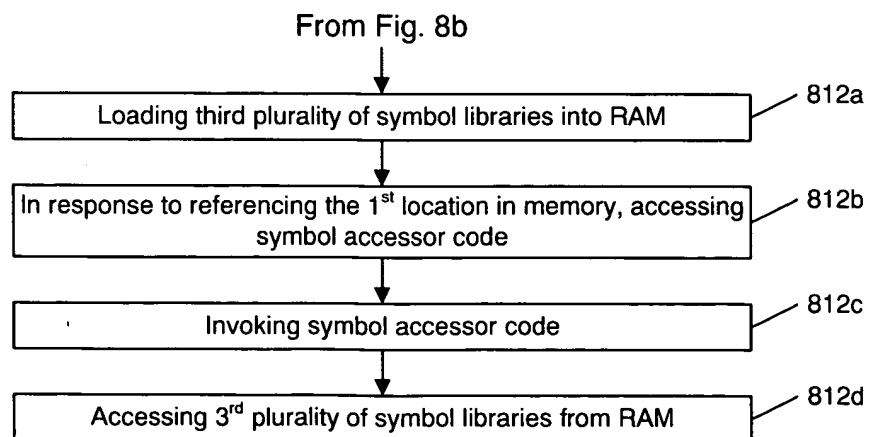 From Fig. 8b
812a
Loading third plurality of symbol libraries into RAM
812b
In response to referencing the 1st location in memory, accessing
symbol accessor code
812c
Invoking symbol accessor code
812d
Accessing 3rd plurality of symbol libraries from RAM